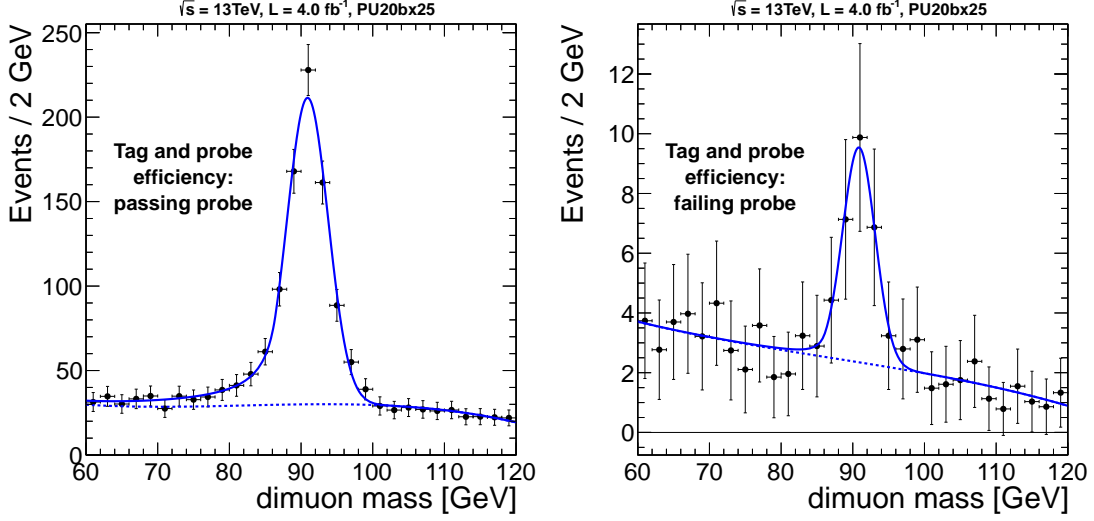 √s = 13TeV, L = 4.0 fb⁻¹, PU20bx25
Events / 2 GeV
250
200
150
100
50
0
Tag and probe
efficiency:
passing probe
60 70 80 90 100 110 120
dimuon mass [GeV]
√s = 13TeV, L = 4.0 fb⁻¹, PU20bx25
Events / 2 GeV
12
10
8
6
4
2
0
Tag and probe
efficiency:
failing probe
60 70 80 90 100 110 120
dimuon mass [GeV]